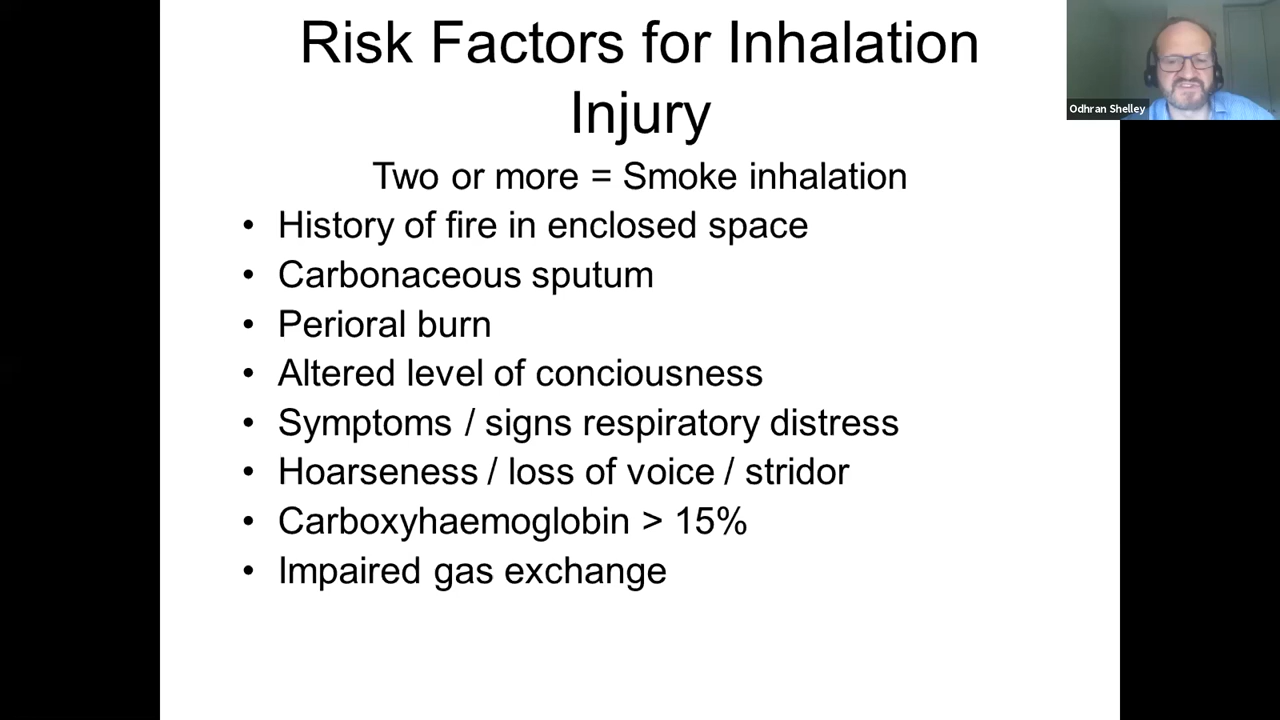 Risk Factors for Inhalation
Injury
Odhran Shelley
Two or more = Smoke inhalation
• History of fire in enclosed space
• Carbonaceous sputum
• Perioral burn
• Altered level of conciousness
• Symptoms / signs respiratory distress
• Hoarseness / loss of voice / stridor
• Carboxyhaemoglobin > 15%
• Impaired gas exchange